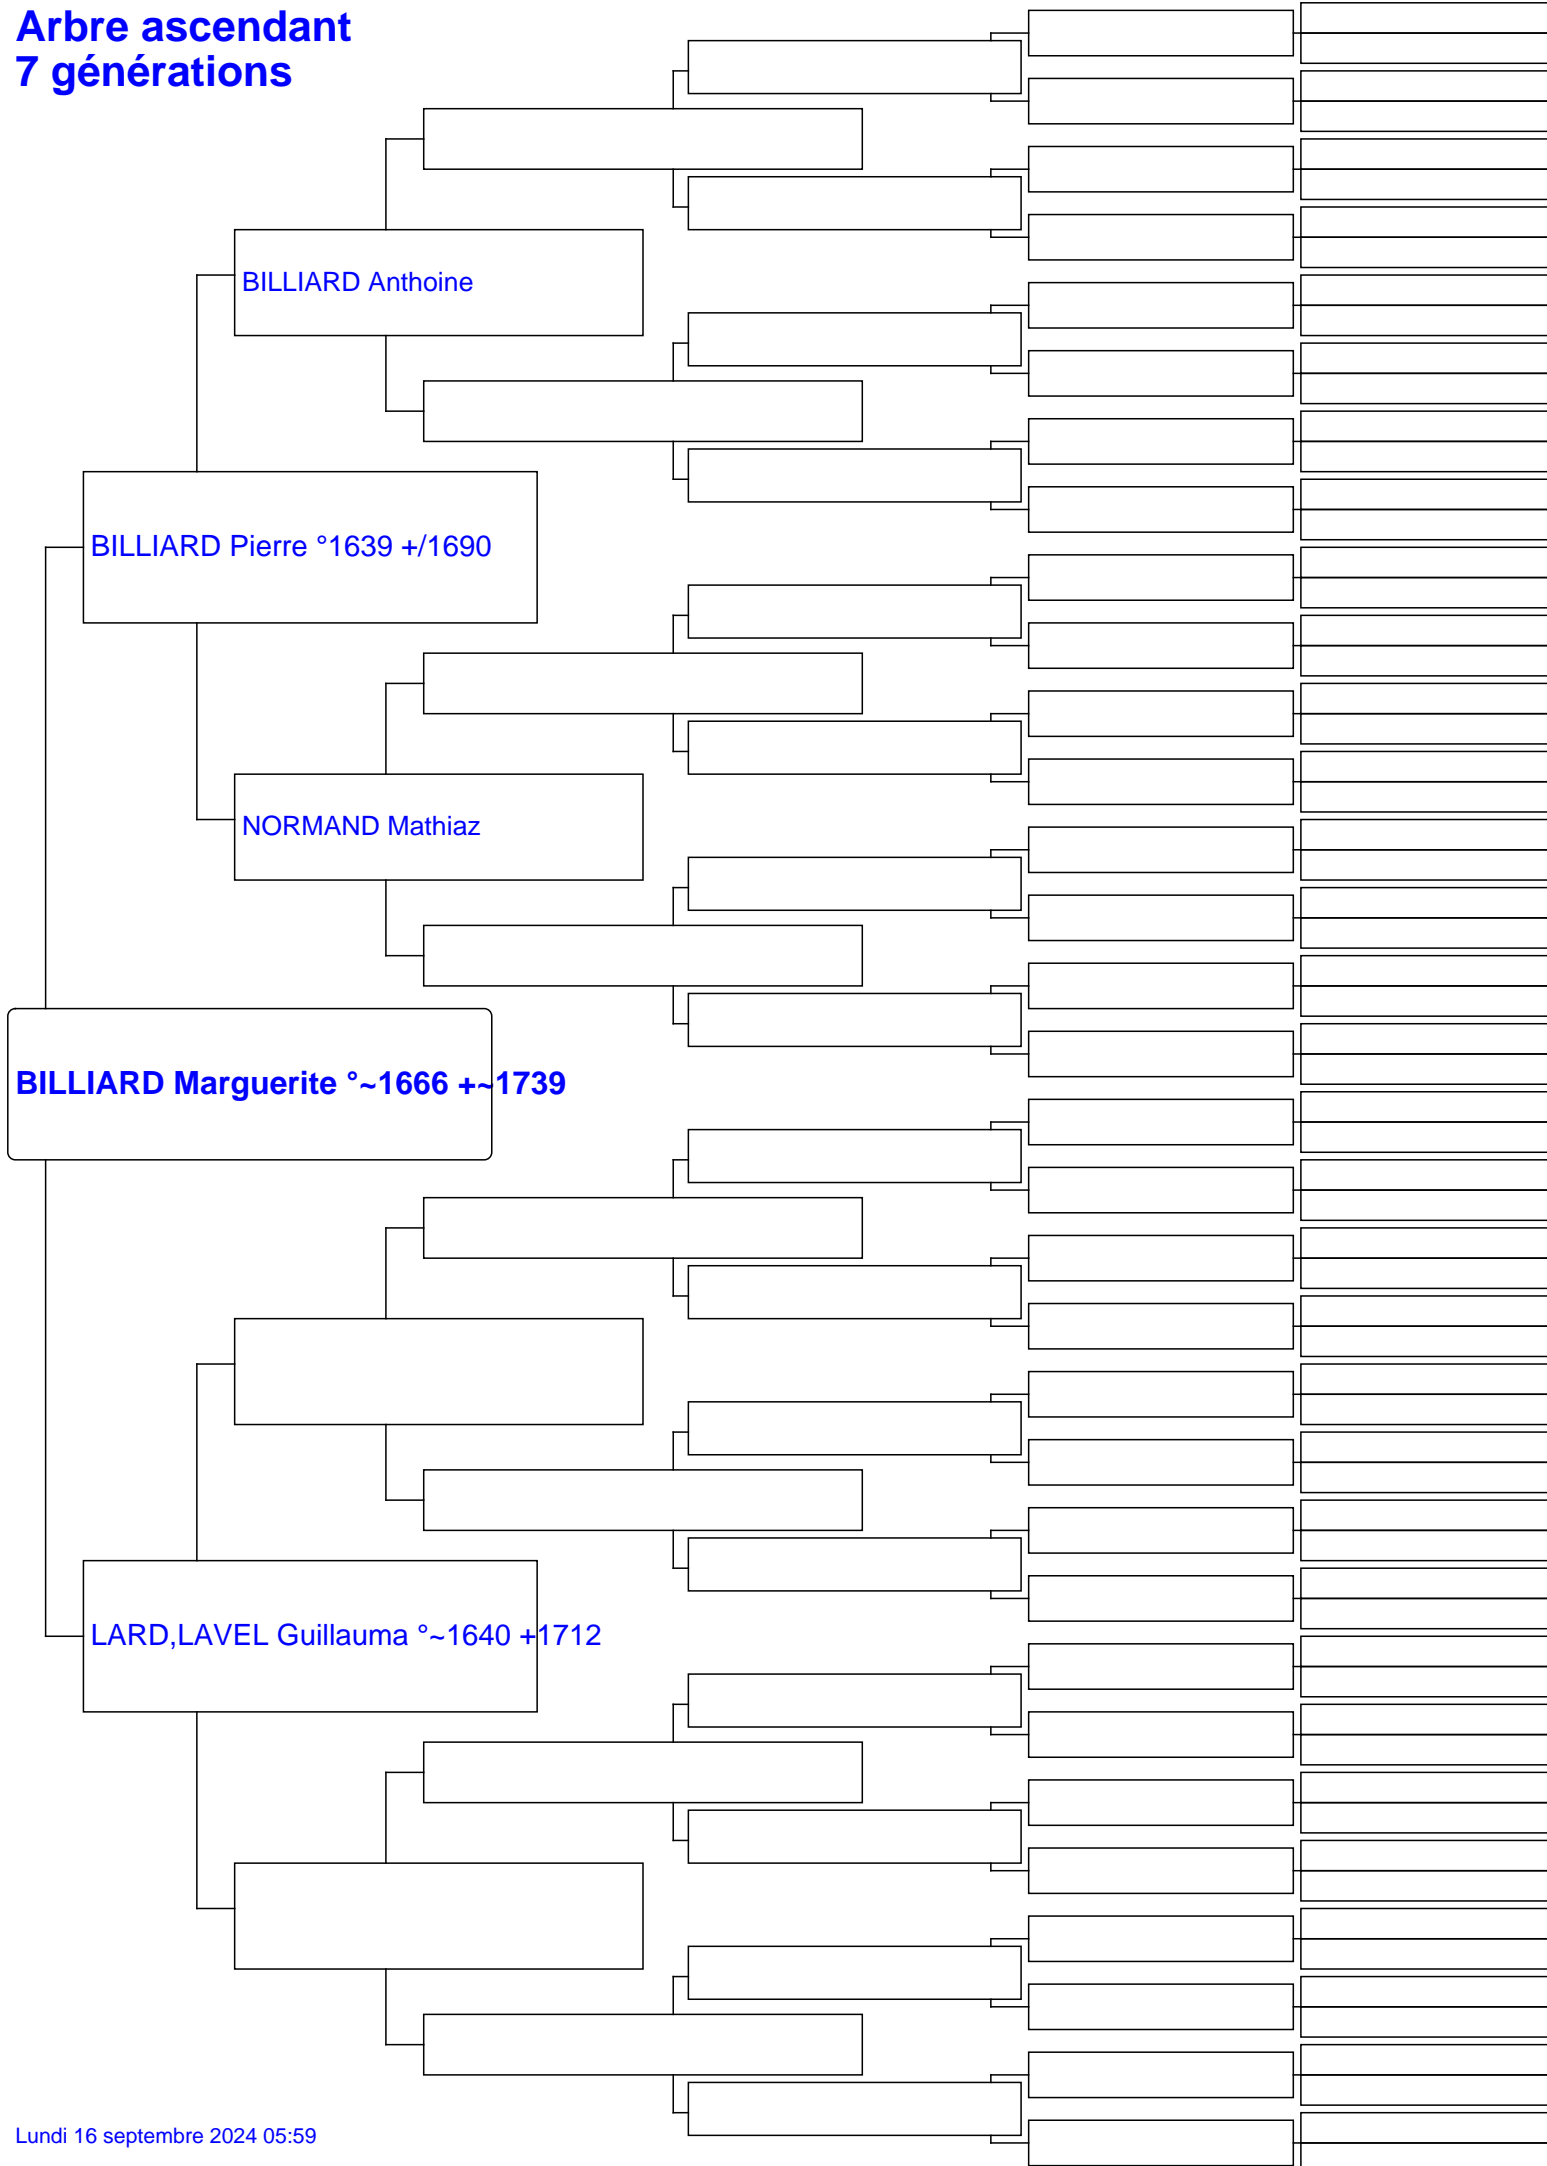 Arbre ascendant
7 générations
BILLIARD Anthoine
BILLIARD Pierre °1639 +/1690
NORMAND Mathiaz
BILLIARD Marguerite °~1666 +~1739
LARD,LAVEL Guillauma °~1640 +1712
Lundi 16 septembre 2024 05:59